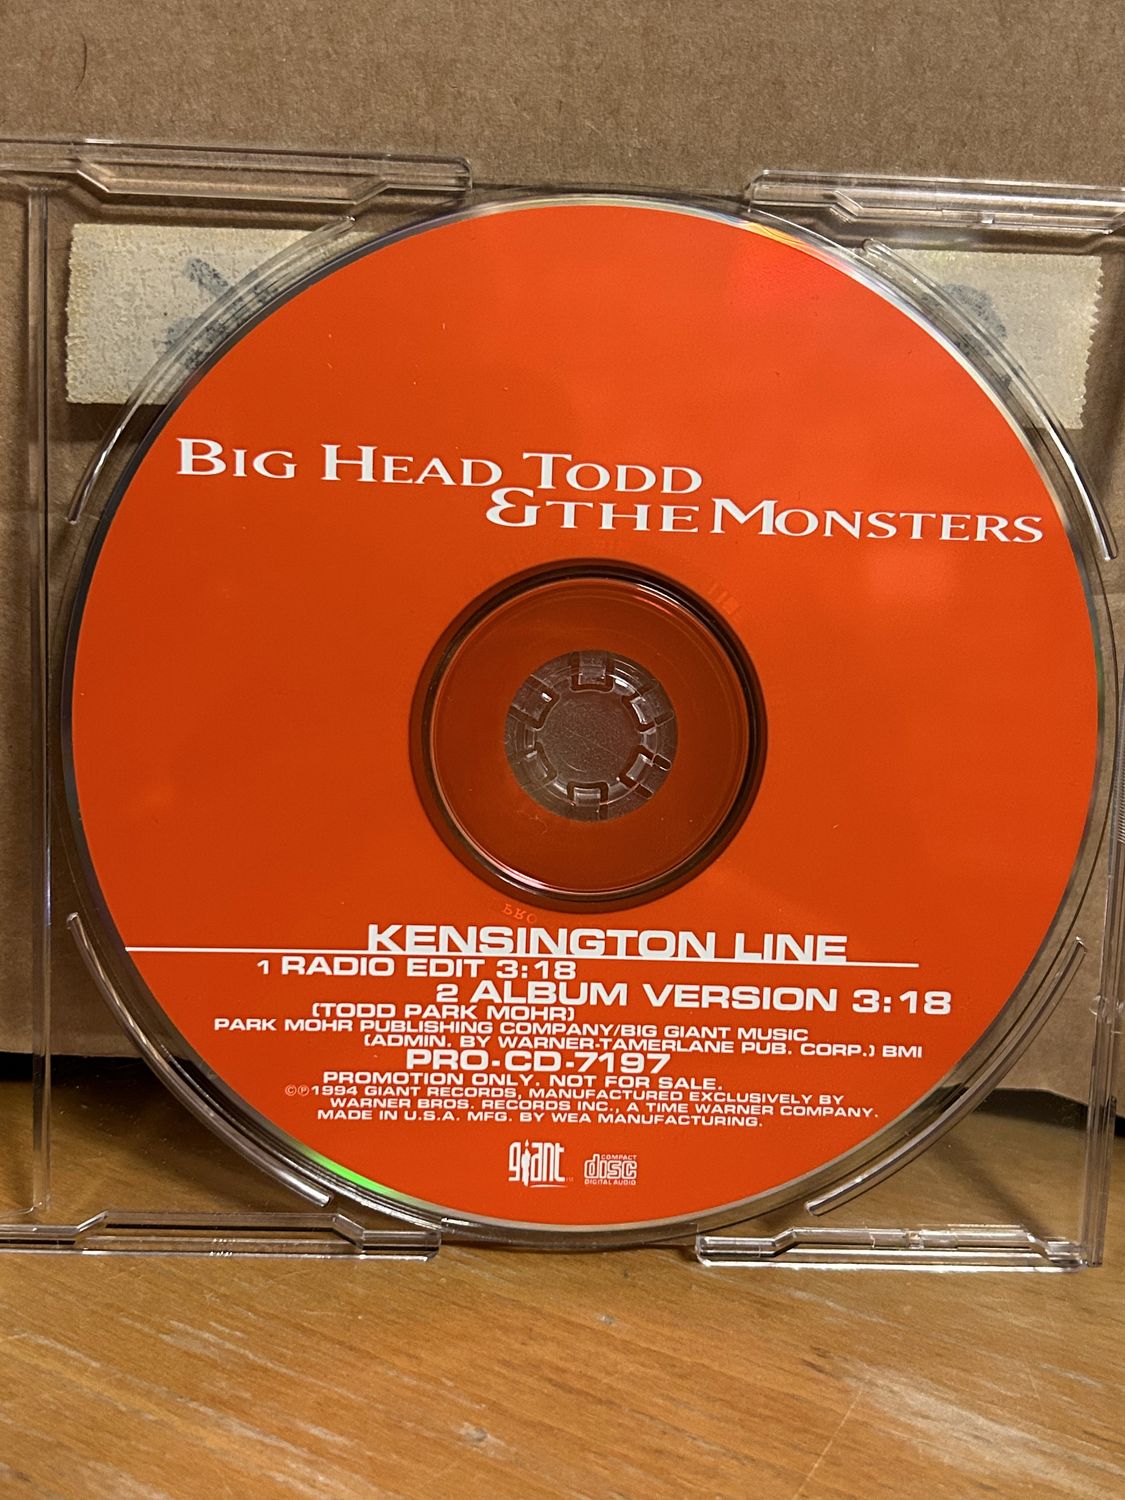 BIG HEAD TODD
& THE MONSTERS
KENSINGTON LINE
1 RADIO EDIT 3:18
2 ALBUM VERSION 3:18
(TODD PARK MOHR)
PARK MOHR PUBLISHING COMPANY/BIG GIANT MUSIC
(ADMIN. BY WARNER-TAMERLANE PUB. CORP.) BMI
PRO-CD-7197
PROMOTION ONLY. NOT FOR SALE.
©℗1994 GIANT RECORDS, MANUFACTURED EXCLUSIVELY BY
WARNER BROS. RECORDS INC., A TIME WARNER COMPANY.
MADE IN U.S.A. MFG. BY WEA MANUFACTURING.
giant
COMPACT
disc
DIGITAL AUDIO